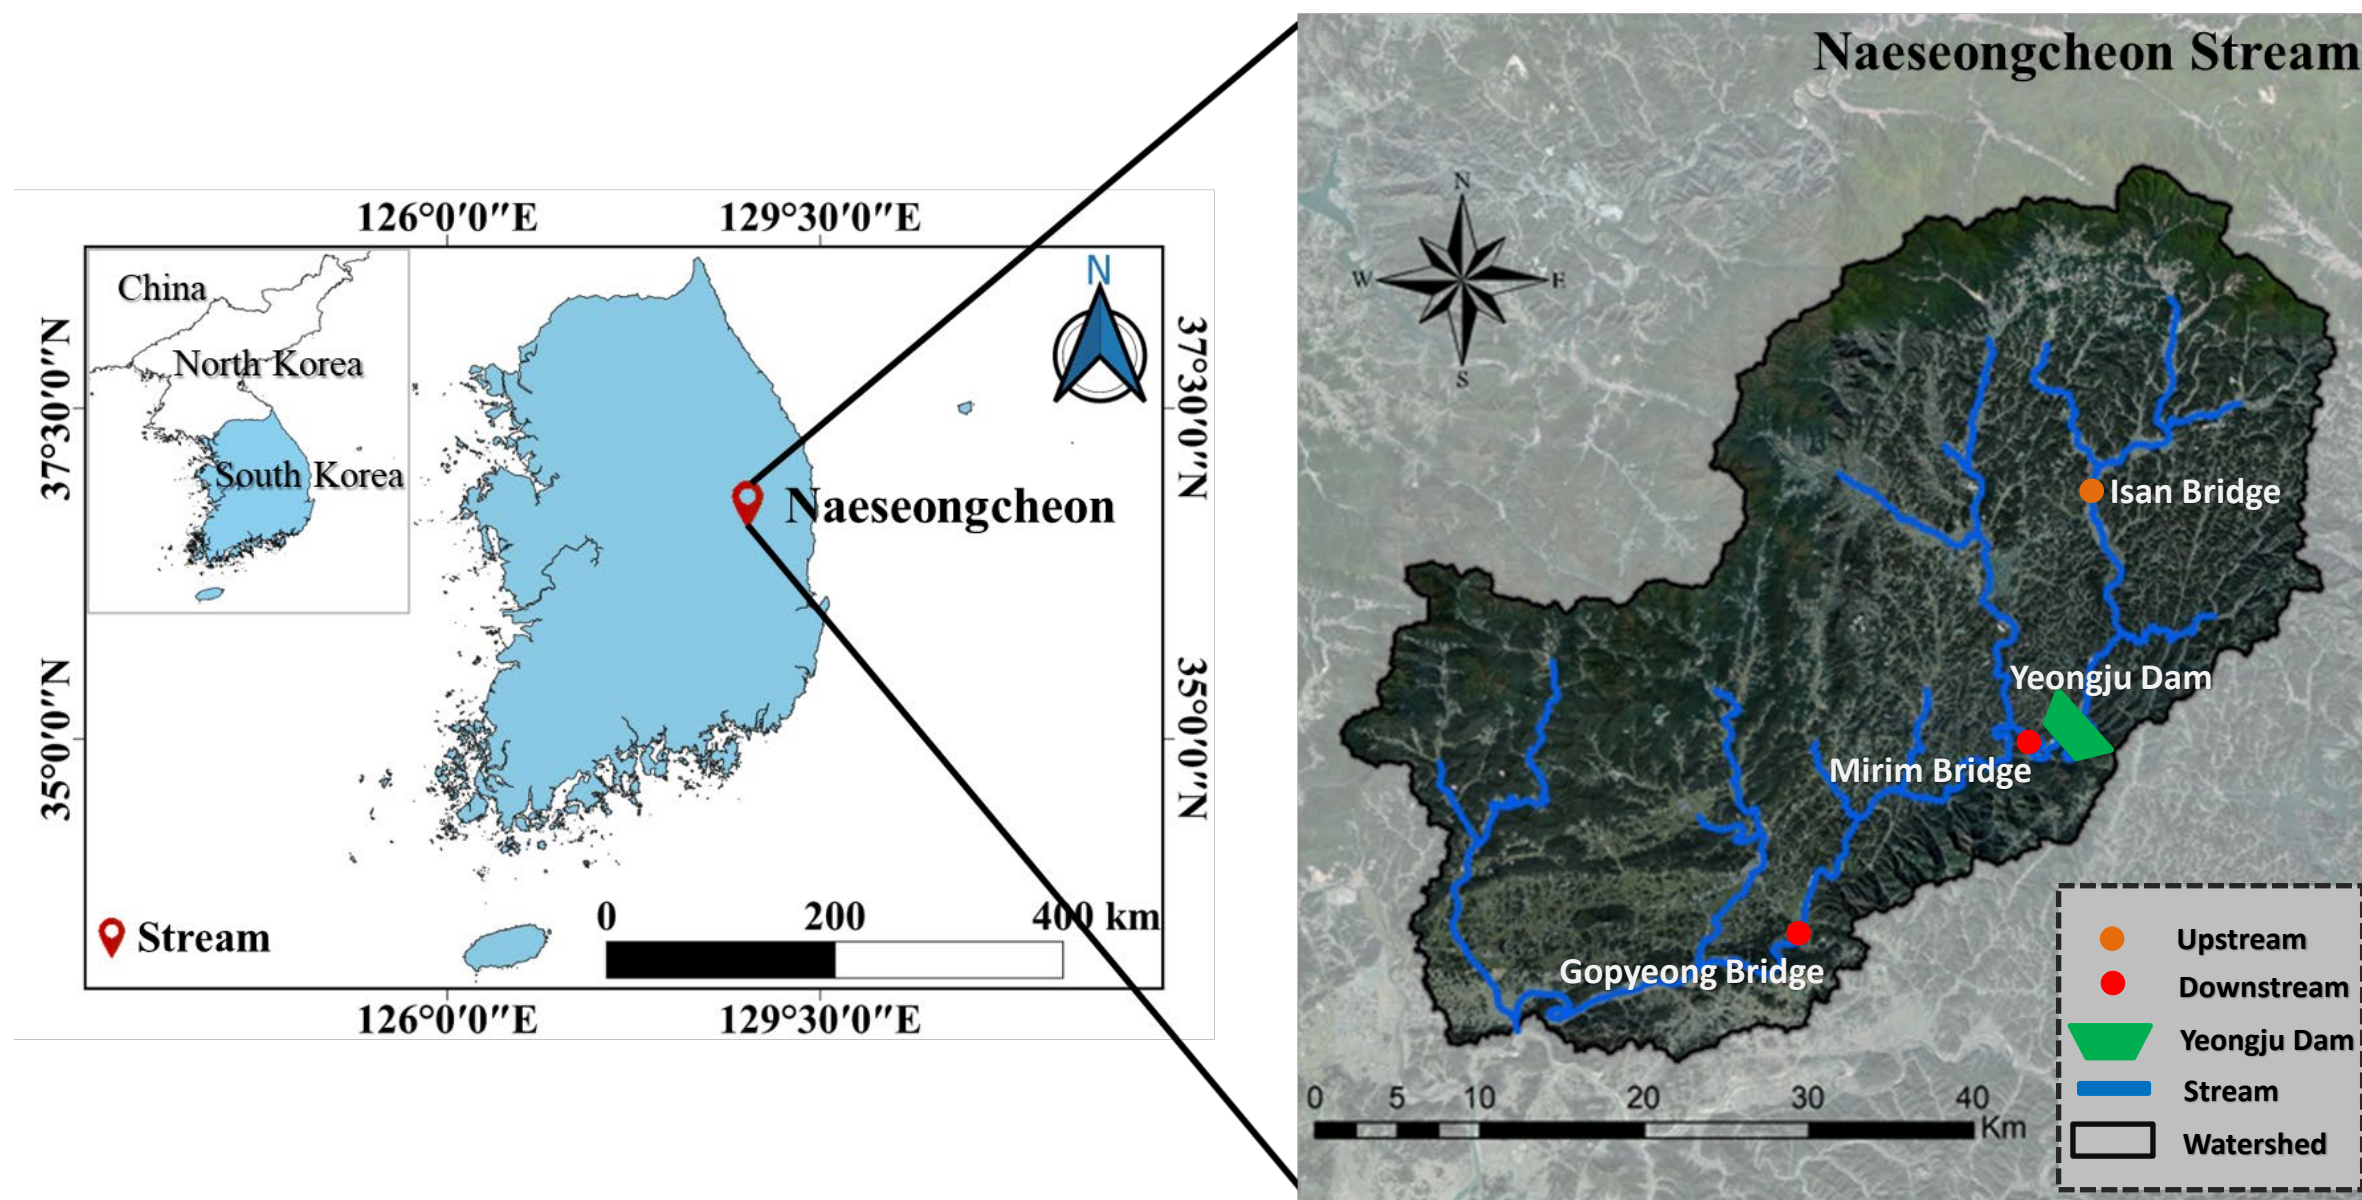 126°0′0″E
129°30′0″E
China
North Korea
South Korea
N
37°30′0″N
35°0′0″N
37°30′0″N
35°0′0″N
Naeseongcheon
Stream
0 200 400 km
126°0′0″E
129°30′0″E
Naeseongcheon Stream
N
W E
S
Isan Bridge
Yeongju Dam
Mirim Bridge
Gopyeong Bridge
0 5 10 20 30 40
Km
Upstream
Downstream
Yeongju Dam
Stream
Watershed